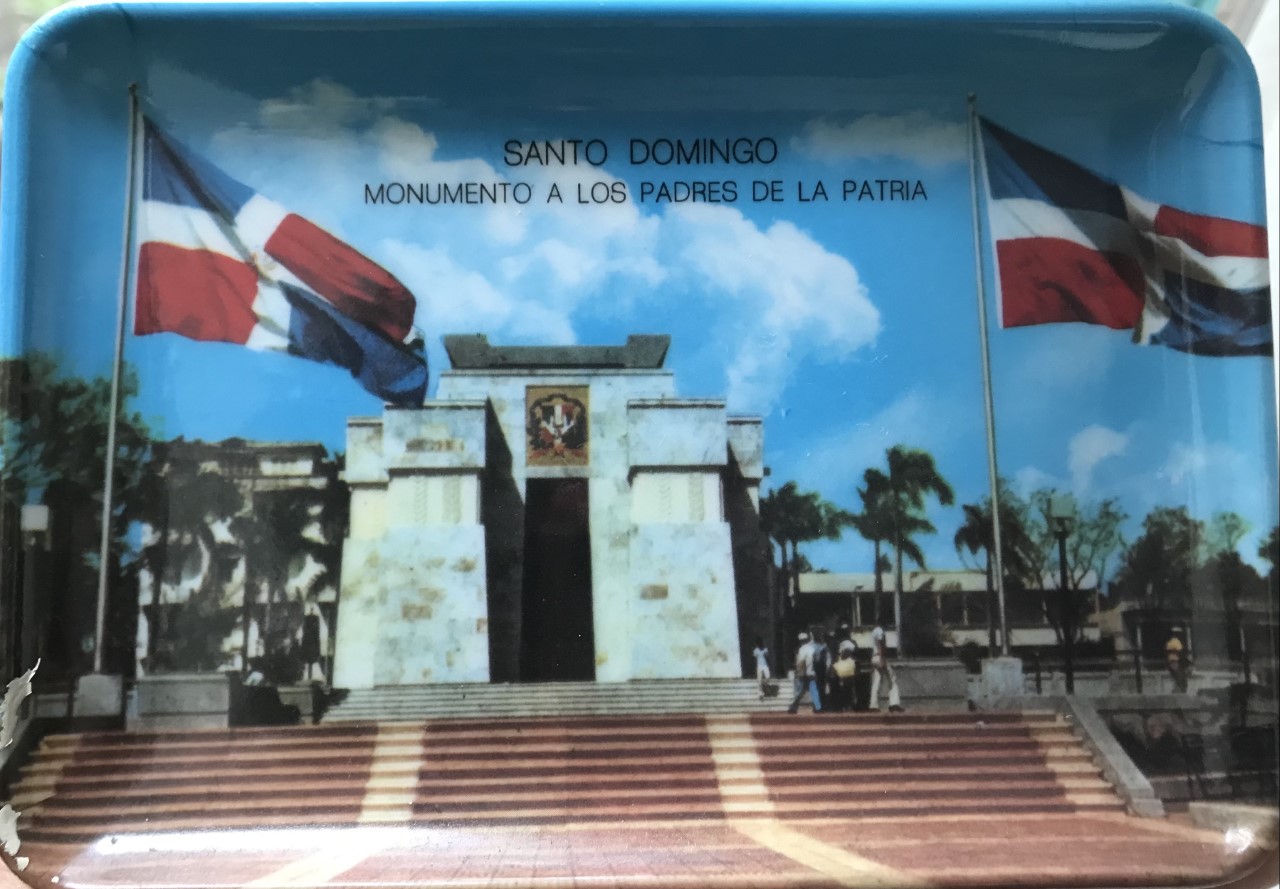 SANTO DOMINGO
MONUMENTO A LOS PADRES DE LA PATRIA